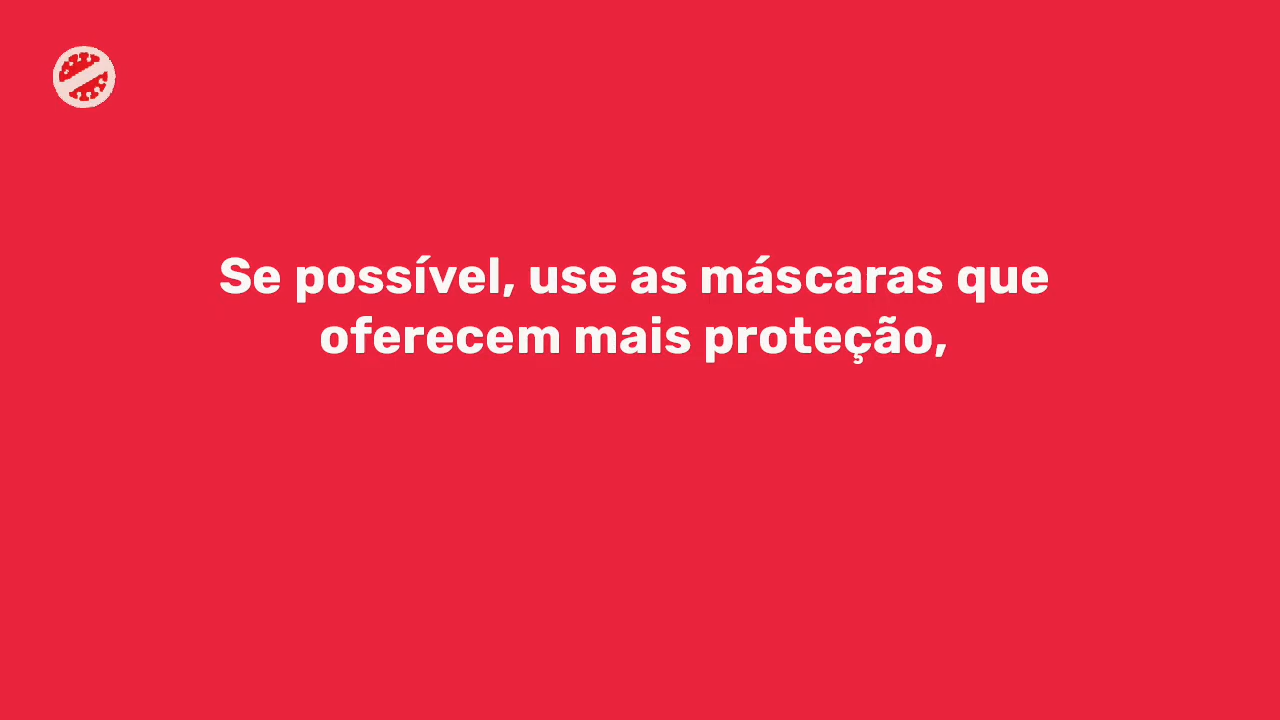 Se possível, use as máscaras que
oferecem mais proteção,